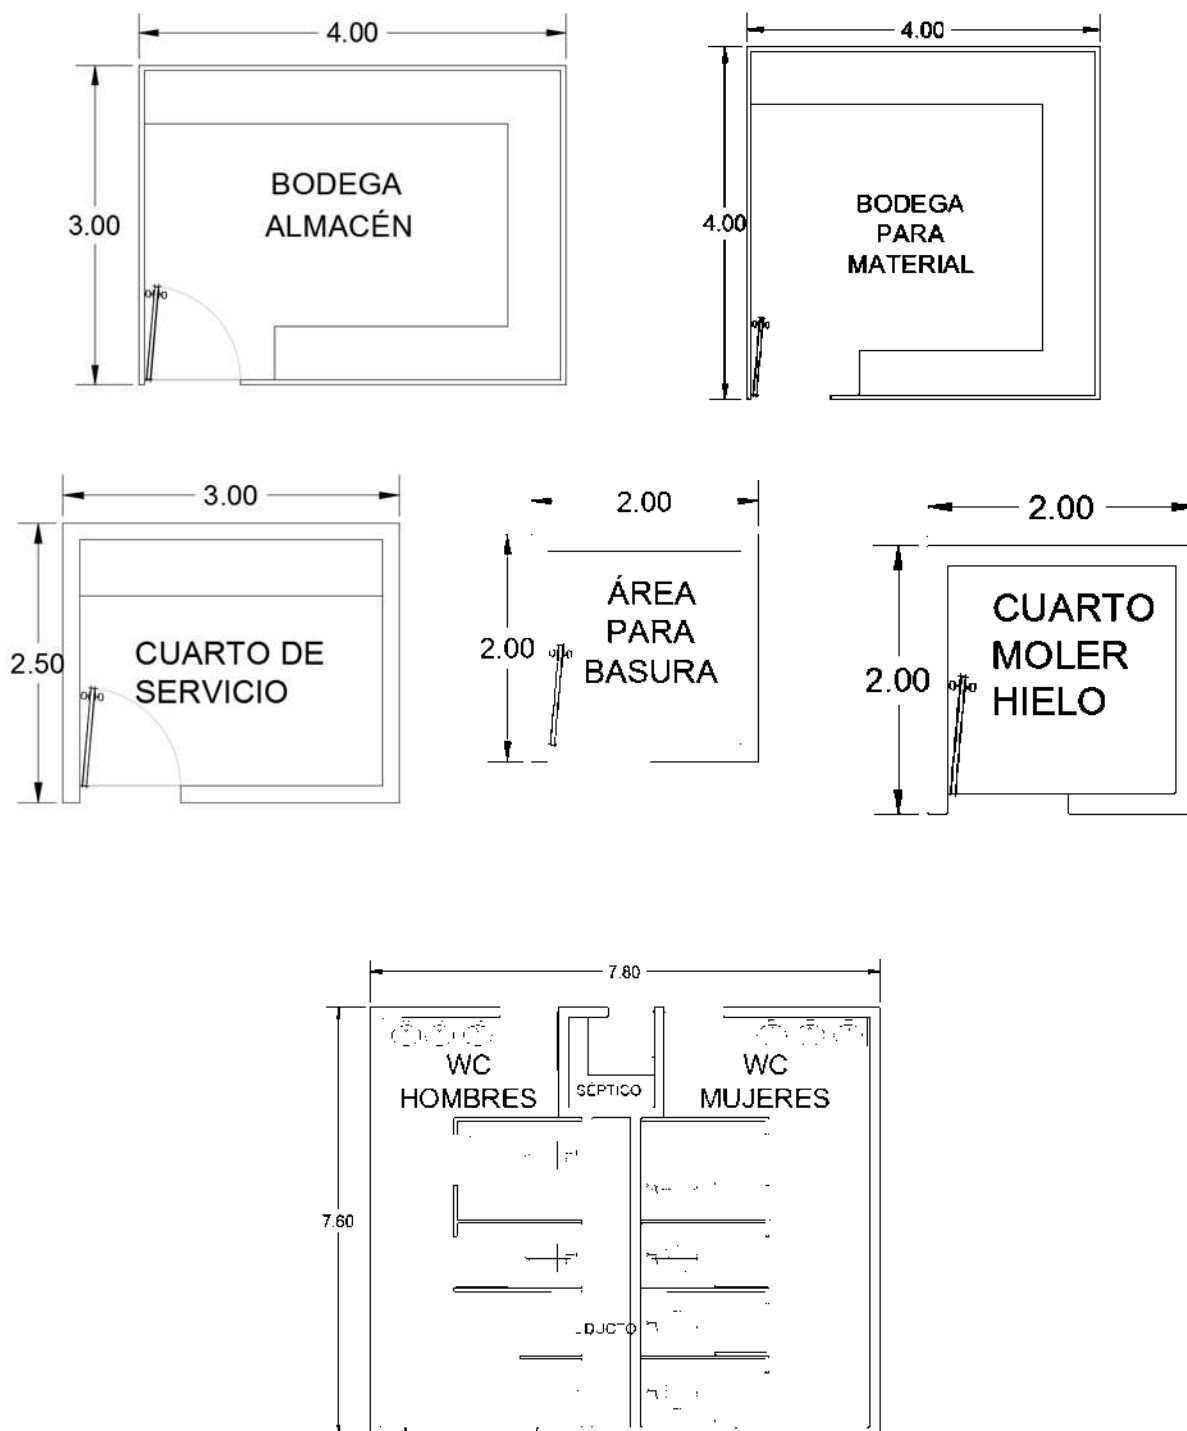 4.00
4.00
BODEGA
ALMACÉN
3.00
BODEGA
PARA
MATERIAL
4.00
3.00
2.00
2.00
CUARTO DE
SERVICIO
2.50
ÁREA
PARA
BASURA
2.00
CUARTO
MOLER
HIELO
2.00
7.80
WC
HOMBRES
SÉPTICO
WC
MUJERES
7.60
DUCTO